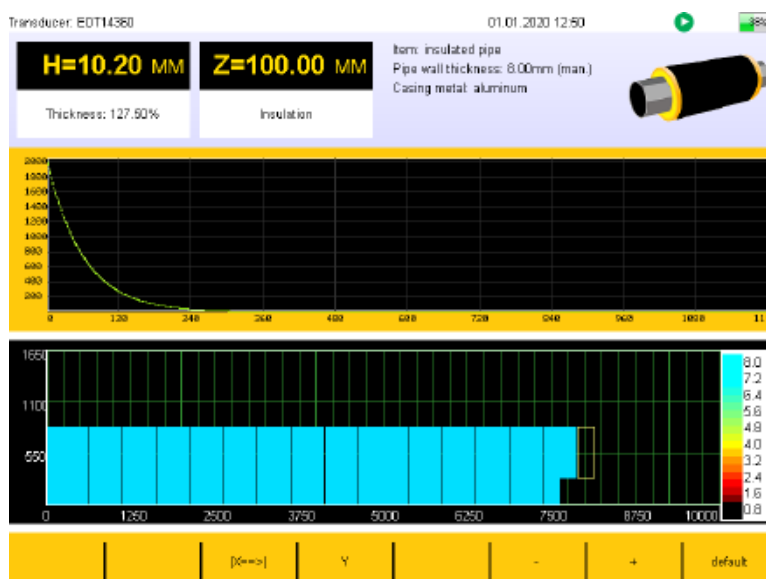 Transducer: EDT14360
01.01.2020 12:50
38%
H=10.20 MM
Thickness: 127.50%
Z=100.00 MM
Insulation
Item: insulated pipe
Pipe wall thickness: 8.00mm (man.)
Casing metal: aluminum
2000
1800
1600
1400
1200
1000
800
600
400
200
0 120 240 360 480 600 720 840 960 1080
1650
1100
550
0 1250 2500 3750 5000 6250 7500 8750 10000
8.0
7.2
6.4
5.6
4.8
4.0
3.2
2.4
1.6
0.8
[X==>| Y - + default